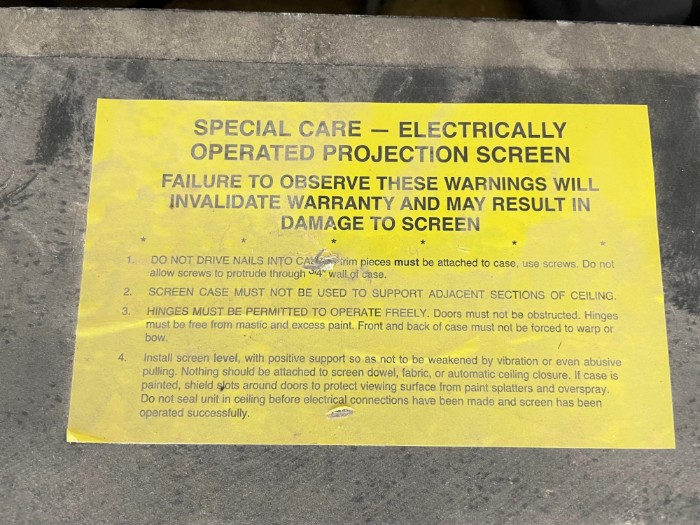 SPECIAL CARE — ELECTRICALLY
OPERATED PROJECTION SCREEN
FAILURE TO OBSERVE THESE WARNINGS WILL
INVALIDATE WARRANTY AND MAY RESULT IN
DAMAGE TO SCREEN
* * * * * *
1. DO NOT DRIVE NAILS INTO trim pieces must be attached to case, use screws. Do not
allow screws to protrude through 3/4" wall of case.
2. SCREEN CASE MUST NOT BE USED TO SUPPORT ADJACENT SECTIONS OF CEILING.
3. HINGES MUST BE PERMITTED TO OPERATE FREELY. Doors must not be obstructed. Hinges
must be free from mastic and excess paint. Front and back of case must not be forced to warp or
bow.
4. Install screen level, with positive support so as not to be weakened by vibration or even abusive
pulling. Nothing should be attached to screen dowel, fabric, or automatic ceiling closure. If case is
painted, shield slots around doors to protect viewing surface from paint splatters and overspray.
Do not seal unit in ceiling before electrical connections have been made and screen has been
operated successfully.